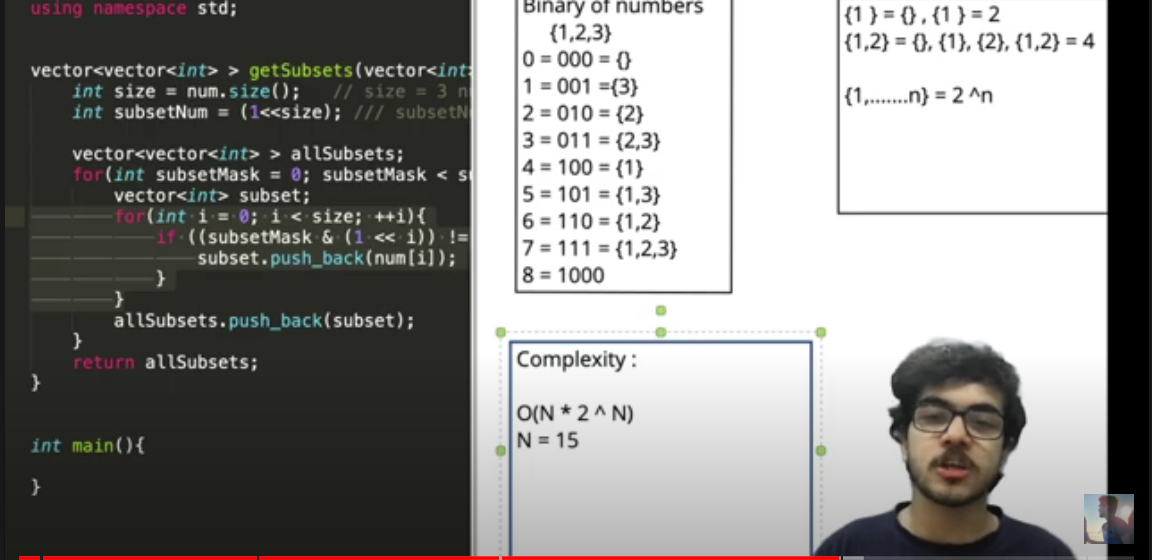 using namespace std;
vector<vector<int> > getSubsets(vector<int>
int size = num.size(); // size = 3
int subsetNum = (1<<size); ///
vector<vector<int> > allSubsets;
for(int subsetMask = 0; subsetMask <
vector<int> subset;
for(int i = 0; i < size; ++i){
if ((subsetMask & (1 << i)) !=
subset.push_back(num[i]);
}
}
allSubsets.push_back(subset);
}
return allSubsets;
}
int main(){
}
Binary of numbers
{1,2,3}
0 = 000 = {}
1 = 001 ={3}
2 = 010 = {2}
3 = 011 = {2,3}
4 = 100 = {1}
5 = 101 = {1,3}
6 = 110 = {1,2}
7 = 111 = {1,2,3}
8 = 1000
{1 } = {} , {1 } = 2
{1,2} = {}, {1}, {2}, {1,2} = 4
{1,.......n} = 2 ^n
Complexity :
O(N * 2 ^ N)
N = 15